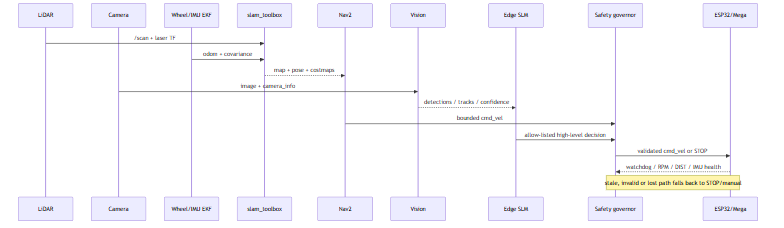 LiDAR Camera Wheel/IMU EKF slam_toolbox Nav2 Vision Edge SLM Safety governor ESP32/Mega
/scan + laser TF
odom + covariance
map + pose + costmaps
image + camera_info
detections / tracks / confidence
bounded cmd_vel
allow-listed high-level decision
validated cmd_vel or STOP
watchdog / RPM / DIST / IMU health
stale, invalid or lost path falls back to STOP/manual
LiDAR Camera Wheel/IMU EKF slam_toolbox Nav2 Vision Edge SLM Safety governor ESP32/Mega